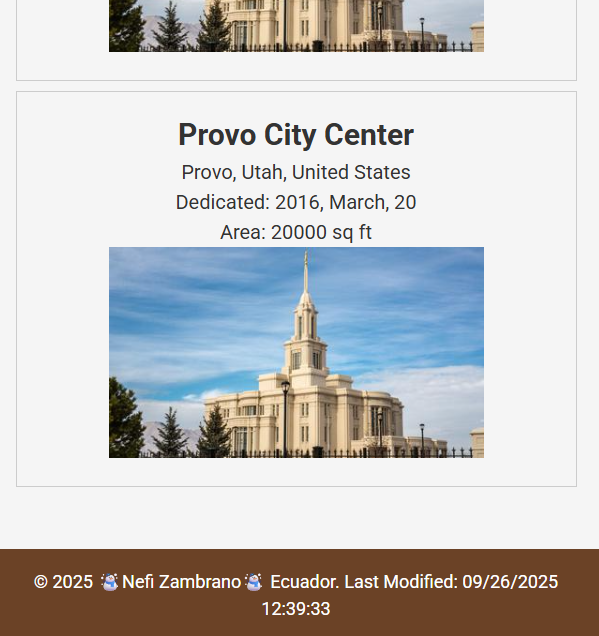 Provo City Center
Provo, Utah, United States
Dedicated: 2016, March, 20
Area: 20000 sq ft
© 2025 ☃️Nefi Zambrano☃️ Ecuador. Last Modified: 09/26/2025
12:39:33